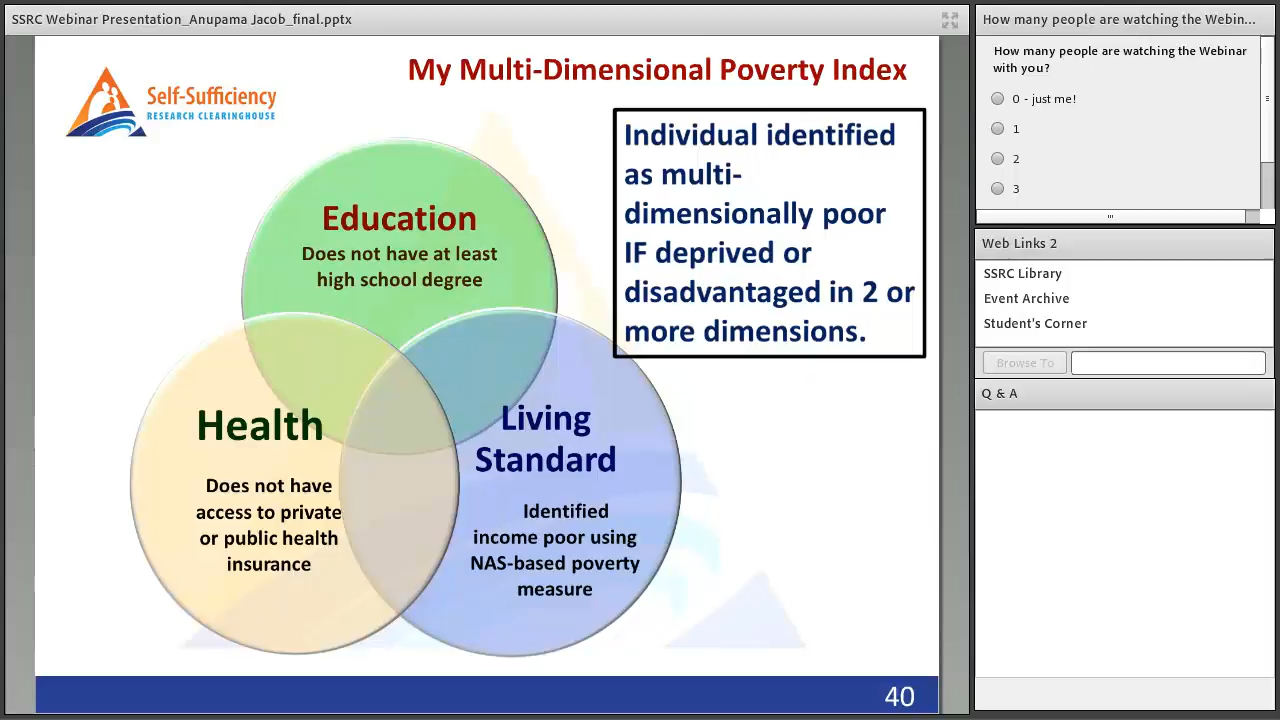 SSRC Webinar Presentation_Anupama Jacob_final.pptx
My Multi-Dimensional Poverty Index
Self-Sufficiency
RESEARCH CLEARINGHOUSE
Individual identified
as multi-
dimensionally poor
IF deprived or
disadvantaged in 2 or
more dimensions.
Education
Does not have at least
high school degree
Health
Does not have
access to private
or public health
insurance
Living
Standard
Identified
income poor using
NAS-based poverty
measure
40
How many people are watching the Webin...
How many people are watching the Webinar
with you?
0 - just me!
1
2
3
Web Links 2
SSRC Library
Event Archive
Student's Corner
Browse To
Q & A